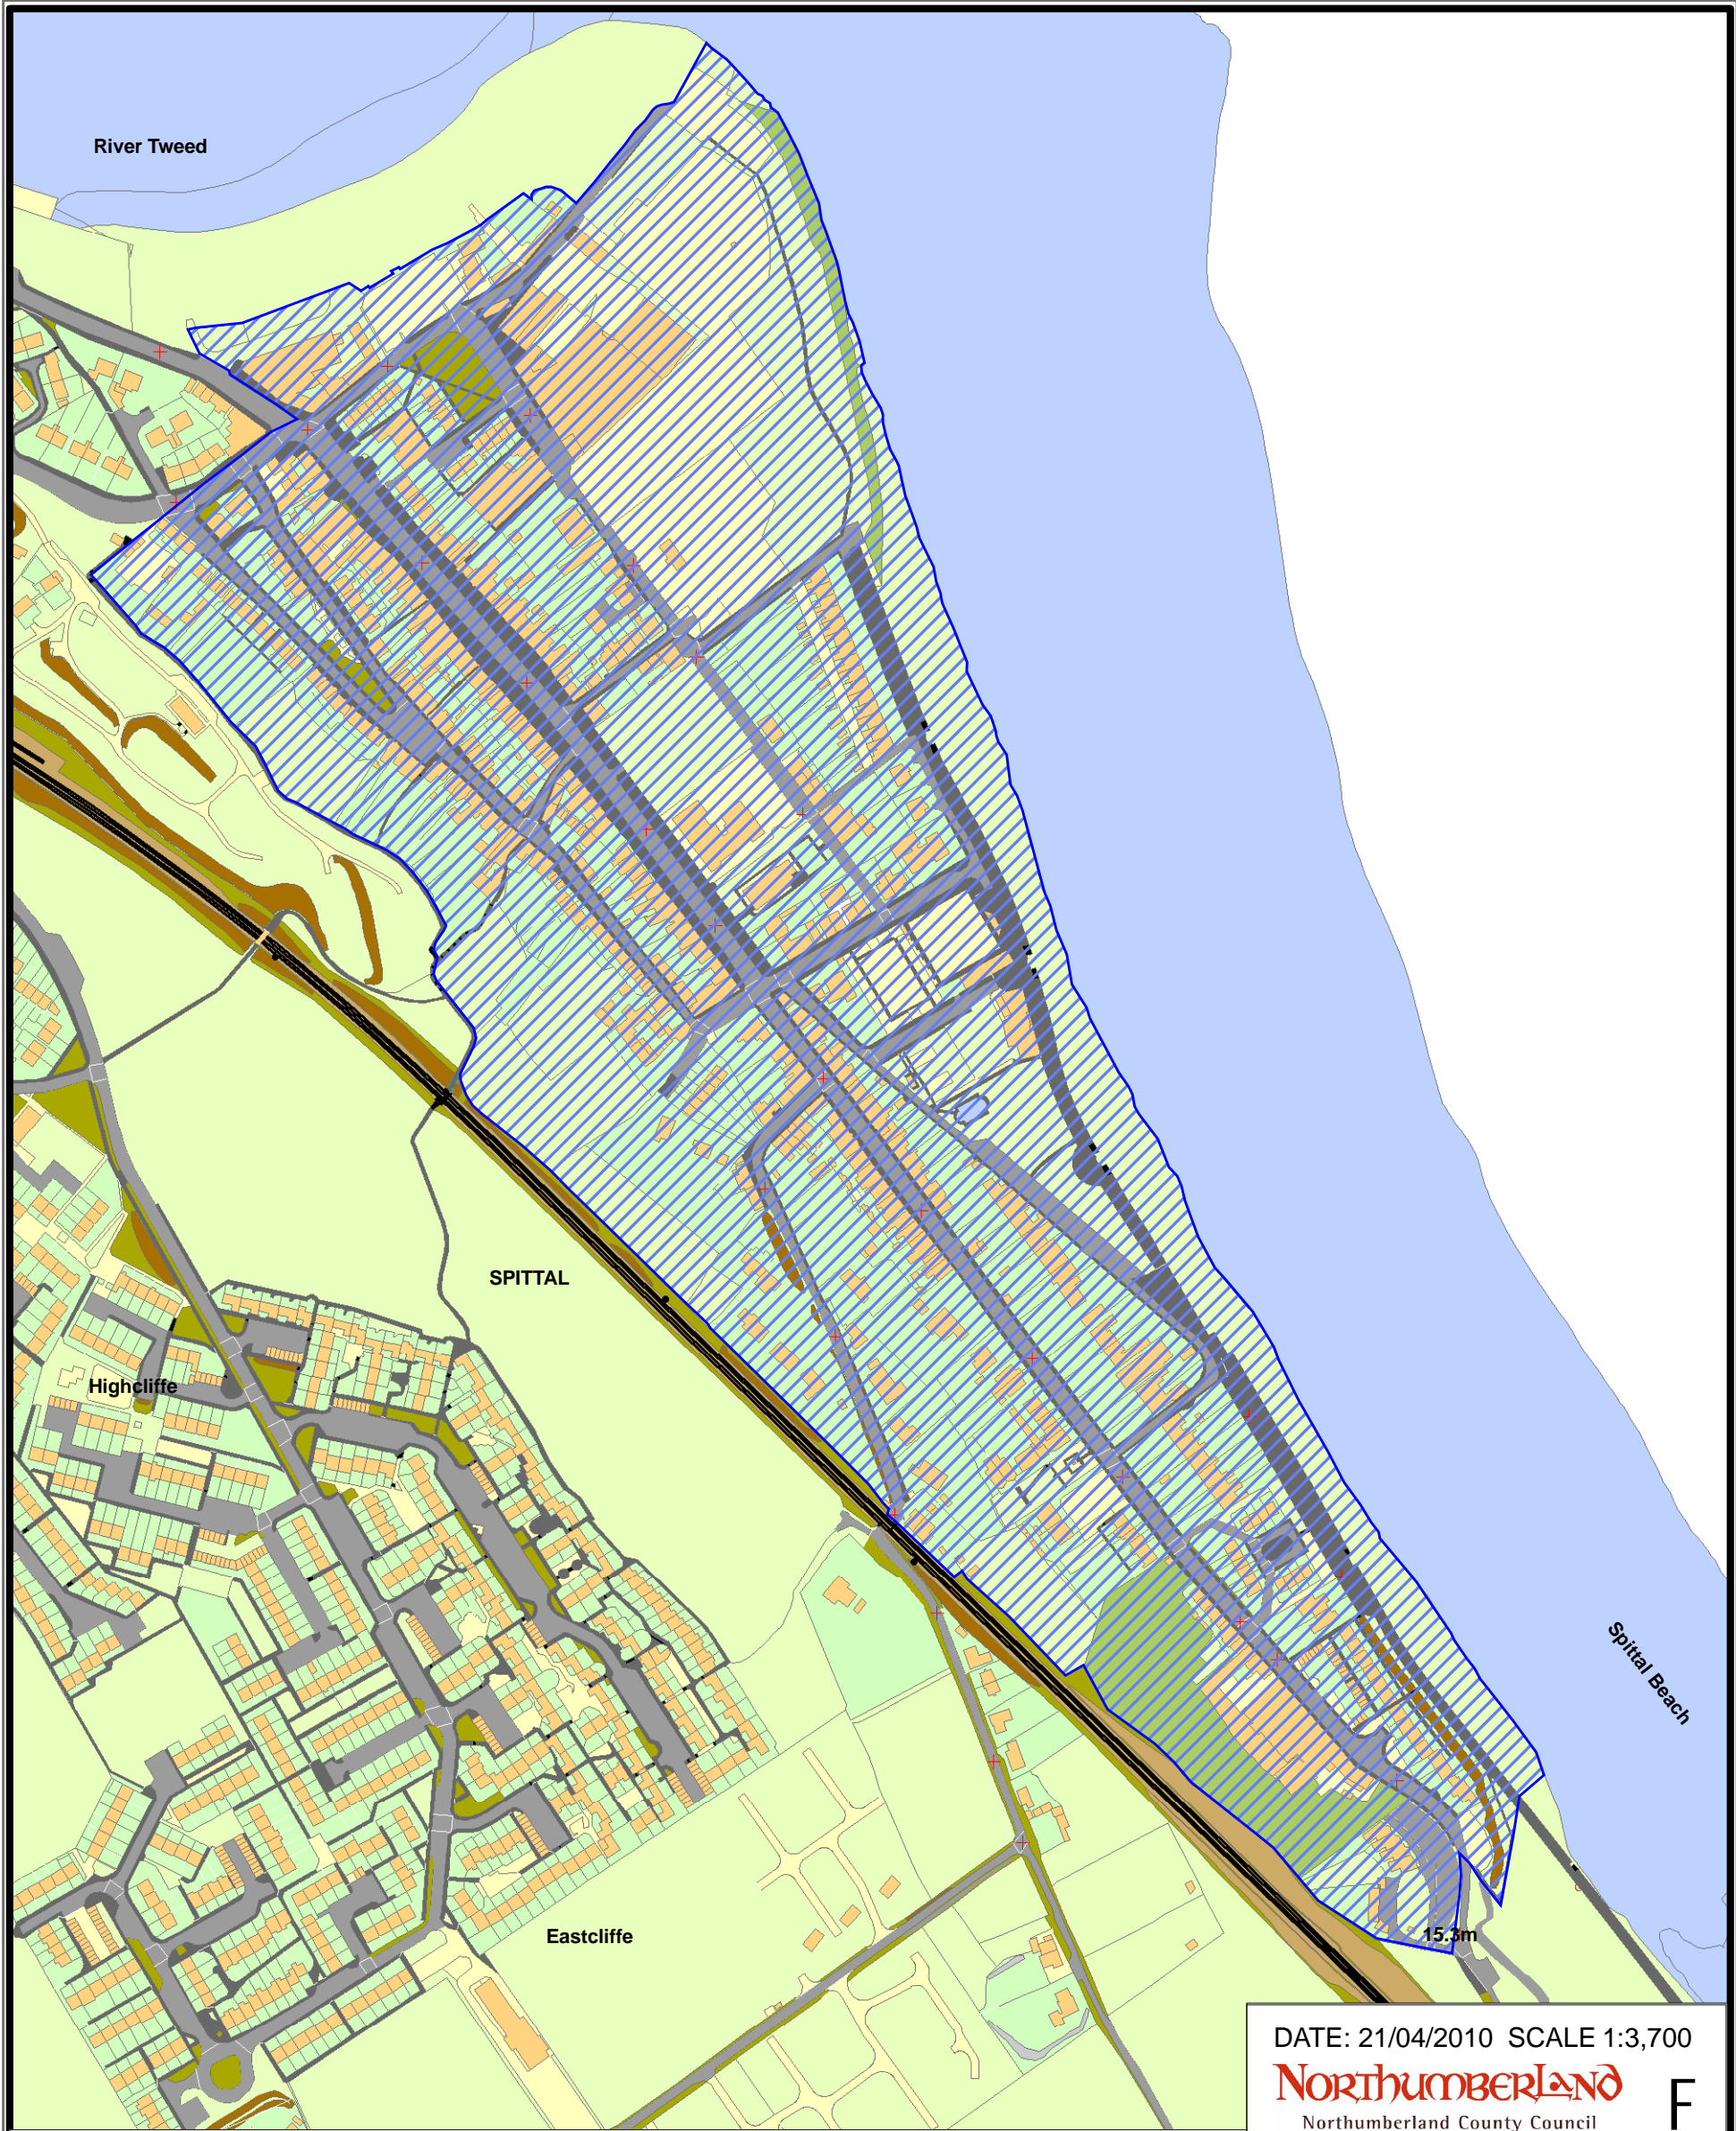 River Tweed
SPITTAL
Highcliffe
Spittal Beach
Eastcliffe
15.3m
DATE: 21/04/2010 SCALE 1:3,700
NORTHUMBERLAND
Northumberland County Council
F